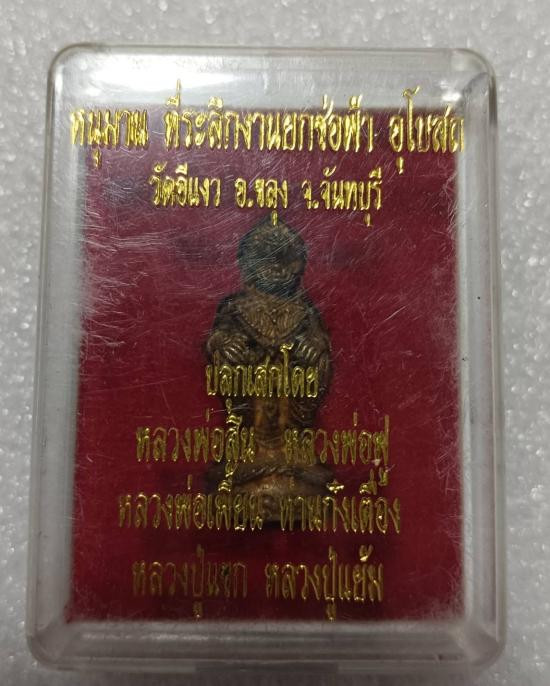 หนุมาน ที่ระลึกงานยกช่อฟ้า อุโบสถ
วัดอีแงว อ.ขลุง จ.จันทบุรี
ปลุกเสกโดย
หลวงพ่อสิน หลวงพ่อฟู
หลวงพ่อเพี้ยน ท่านกิ๊งเตื้อง
หลวงปู่แขก หลวงปู่แย้ม